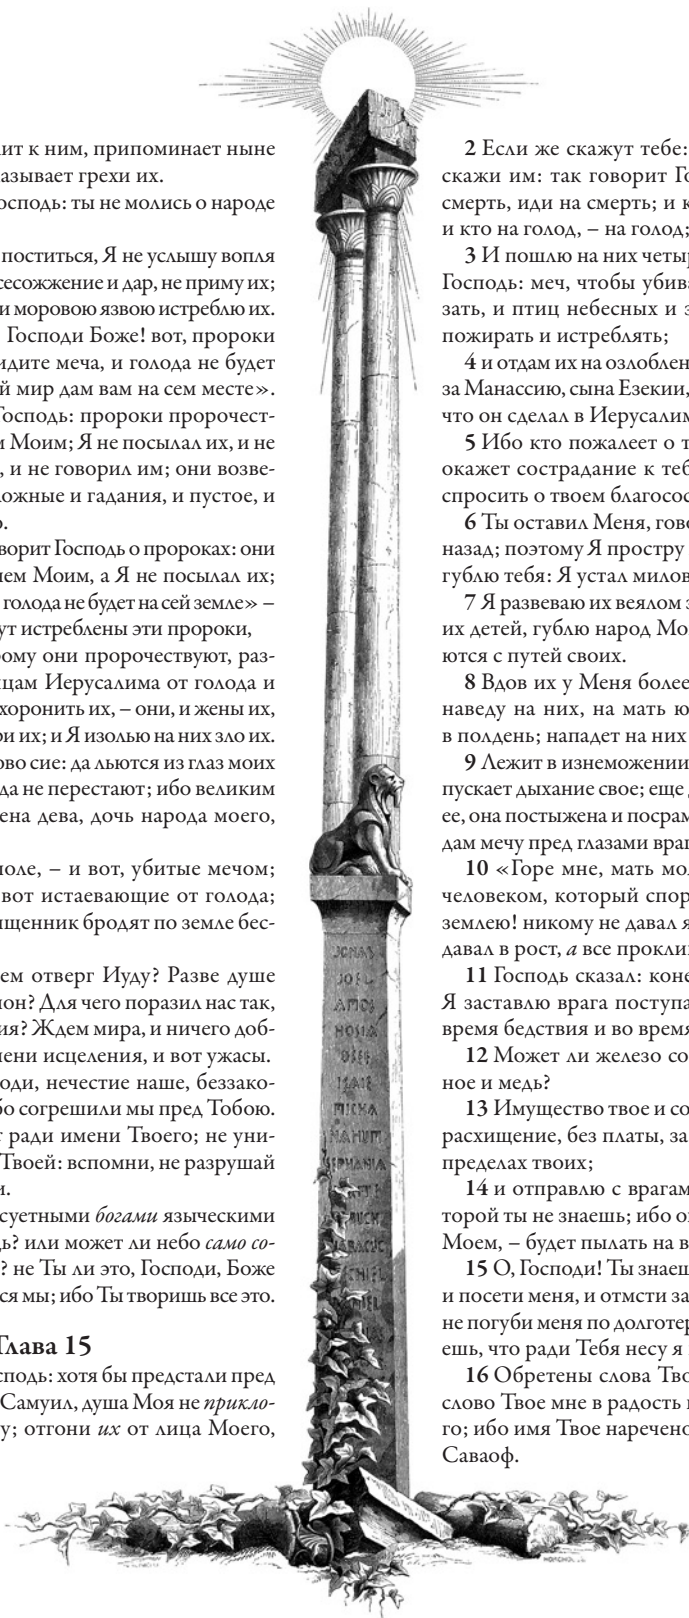 ит к ним, припоминает ныне
азывает грехи их.
осподь: ты не молись о народе
поститься, Я не услышу вопля
сесожжение и дар, не приму их;
и моровою язвою истреблю их.
Господи Боже! вот, пророки
идите меча, и голода не будет
й мир дам вам на сем месте».
Господь: пророки пророчест-
м Моим; Я не посылал их, и не
, и не говорил им; они возве-
ложные и гадания, и пустое, и
о.
ворит Господь о пророках: они
нем Моим, а Я не посылал их;
голода не будет на сей земле» –
ут истреблены эти пророки,
рому они пророчествуют, раз-
цам Иерусалима от голода и
хоронить их, – они, и жены их,
ри их; и Я изолью на них зло их.
ово сие: да льются из глаз моих
да не перестают; ибо великим
ена дева, дочь народа моего,
поле, – и вот, убитые мечом;
вот истаевающие от голода;
щенник бродят по земле бес-
ем отверг Иуду? Разве душе
он? Для чего поразил нас так,
ия? Ждем мира, и ничего доб-
мени исцеления, и вот ужасы.
оди, нечестие наше, беззако-
бо согрешили мы пред Тобою.
т ради имени Твоего; не уни-
Твоей: вспомни, не разрушай
и.
суетными богами языческими
дь? или может ли небо само со-
? не Ты ли это, Господи, Боже
ся мы; ибо Ты творишь все это.
Глава 15
сподь: хотя бы предстали пред
Самуил, душа Моя не прикло-
у; отгони их от лица Моего,
JONAS
JOEL
AMOS
HOSIA
OSEE
ISAIE
MICHA
NAHUM
SEPHANIA
2 Если же скажут тебе:
скажи им: так говорит Го
смерть, иди на смерть; и к
и кто на голод, – на голод;
3 И пошлю на них четыр
Господь: меч, чтобы убива
зать, и птиц небесных и з
пожирать и истреблять;
4 и отдам их на озлоблен
за Манассию, сына Езекии,
что он сделал в Иерусалим
5 Ибо кто пожалеет о т
окажет сострадание к теб
спросить о твоем благосос
6 Ты оставил Меня, гово
назад; поэтому Я простру
гублю тебя: Я устал милов
7 Я развеваю их веялом з
их детей, гублю народ Мо
ются с путей своих.
8 Вдов их у Меня более
наведу на них, на мать ю
в полдень; нападет на них
9 Лежит в изнеможении
пускает дыхание свое; еще д
ее, она постыжена и посрам
дам мечу пред глазами враг
10 «Горе мне, мать мо
человеком, который спор
землею! никому не давал я
давал в рост, а все прокли
11 Господь сказал: коне
Я заставлю врага поступа
время бедствия и во время
12 Может ли железо со
ное и медь?
13 Имущество твое и со
расхищение, без платы, за
пределах твоих;
14 и отправлю с врагам
торой ты не знаешь; ибо о
Моем, – будет пылать на в
15 О, Господи! Ты знаеш
и посети меня, и отмсти за
не погуби меня по долготер
ешь, что ради Тебя несу я
16 Обретены слова Тво
слово Твое мне в радость и
го; ибо имя Твое наречено
Саваоф.